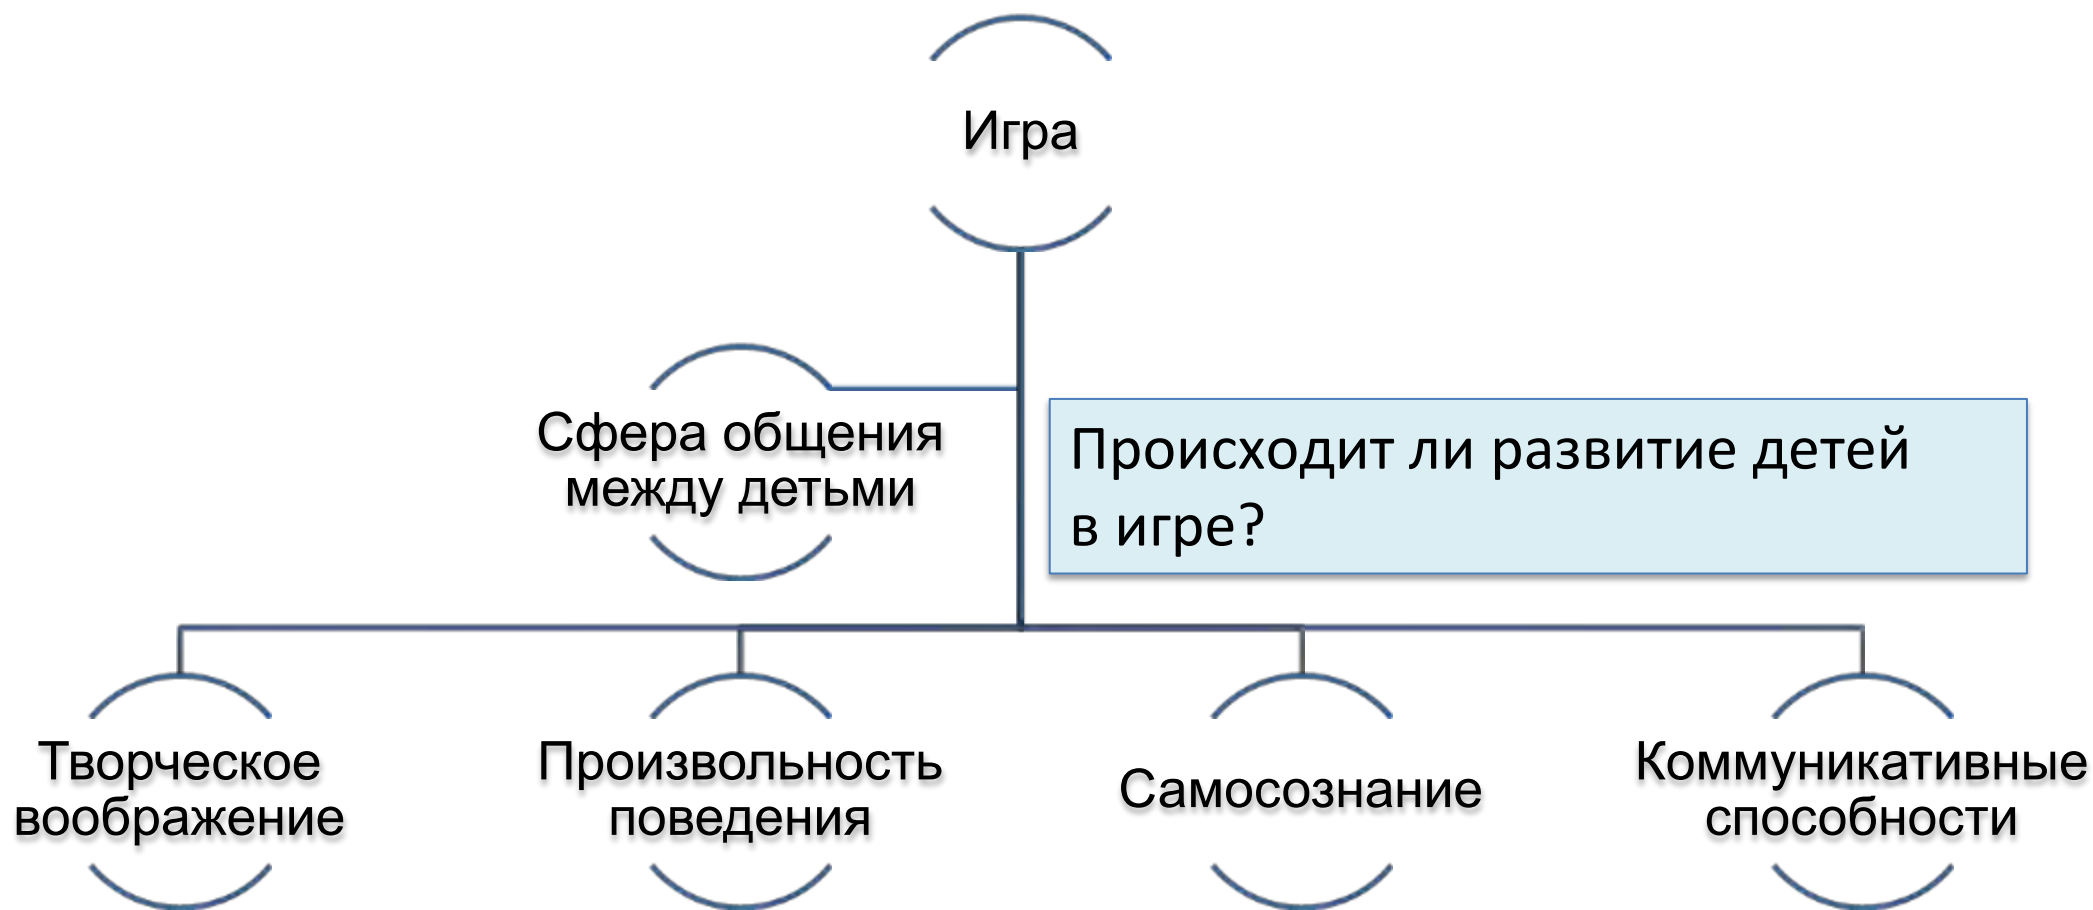 Игра
Сфера общения
между детьми
Происходит ли развитие детей
в игре?
Творческое
воображение
Произвольность
поведения
Самосознание
Коммуникативные
способности